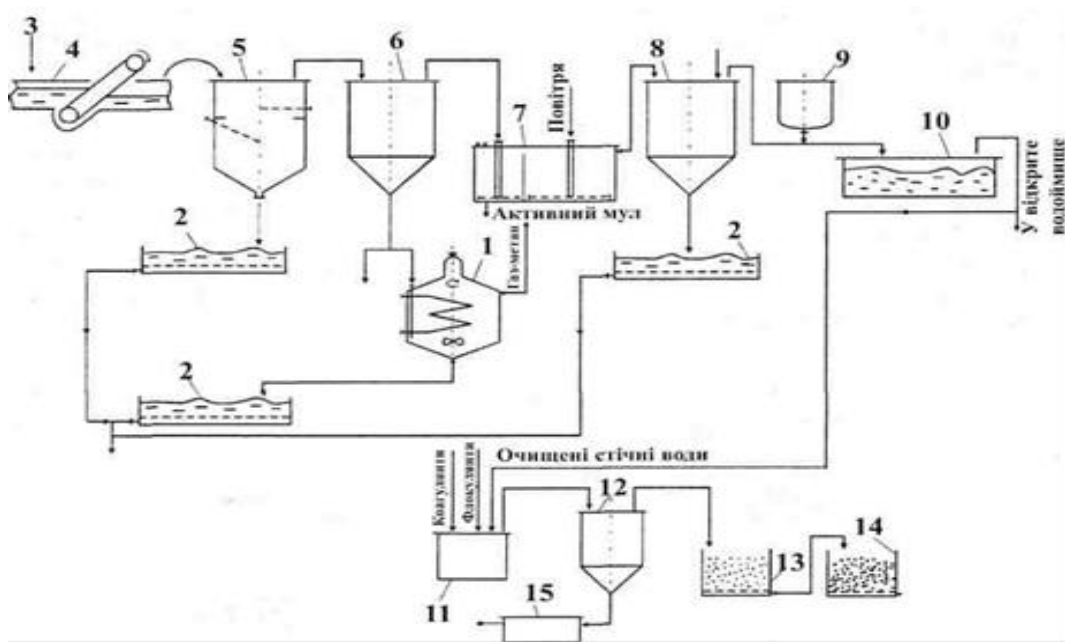 3
4
5
6
7
8
9
10
Повітря
У відкрите
водоймище
Активний мул
Газ-метан
1
2
2
2
Очищені стічні води
Коагулянти
Флокулянти
11
12
13
14
15